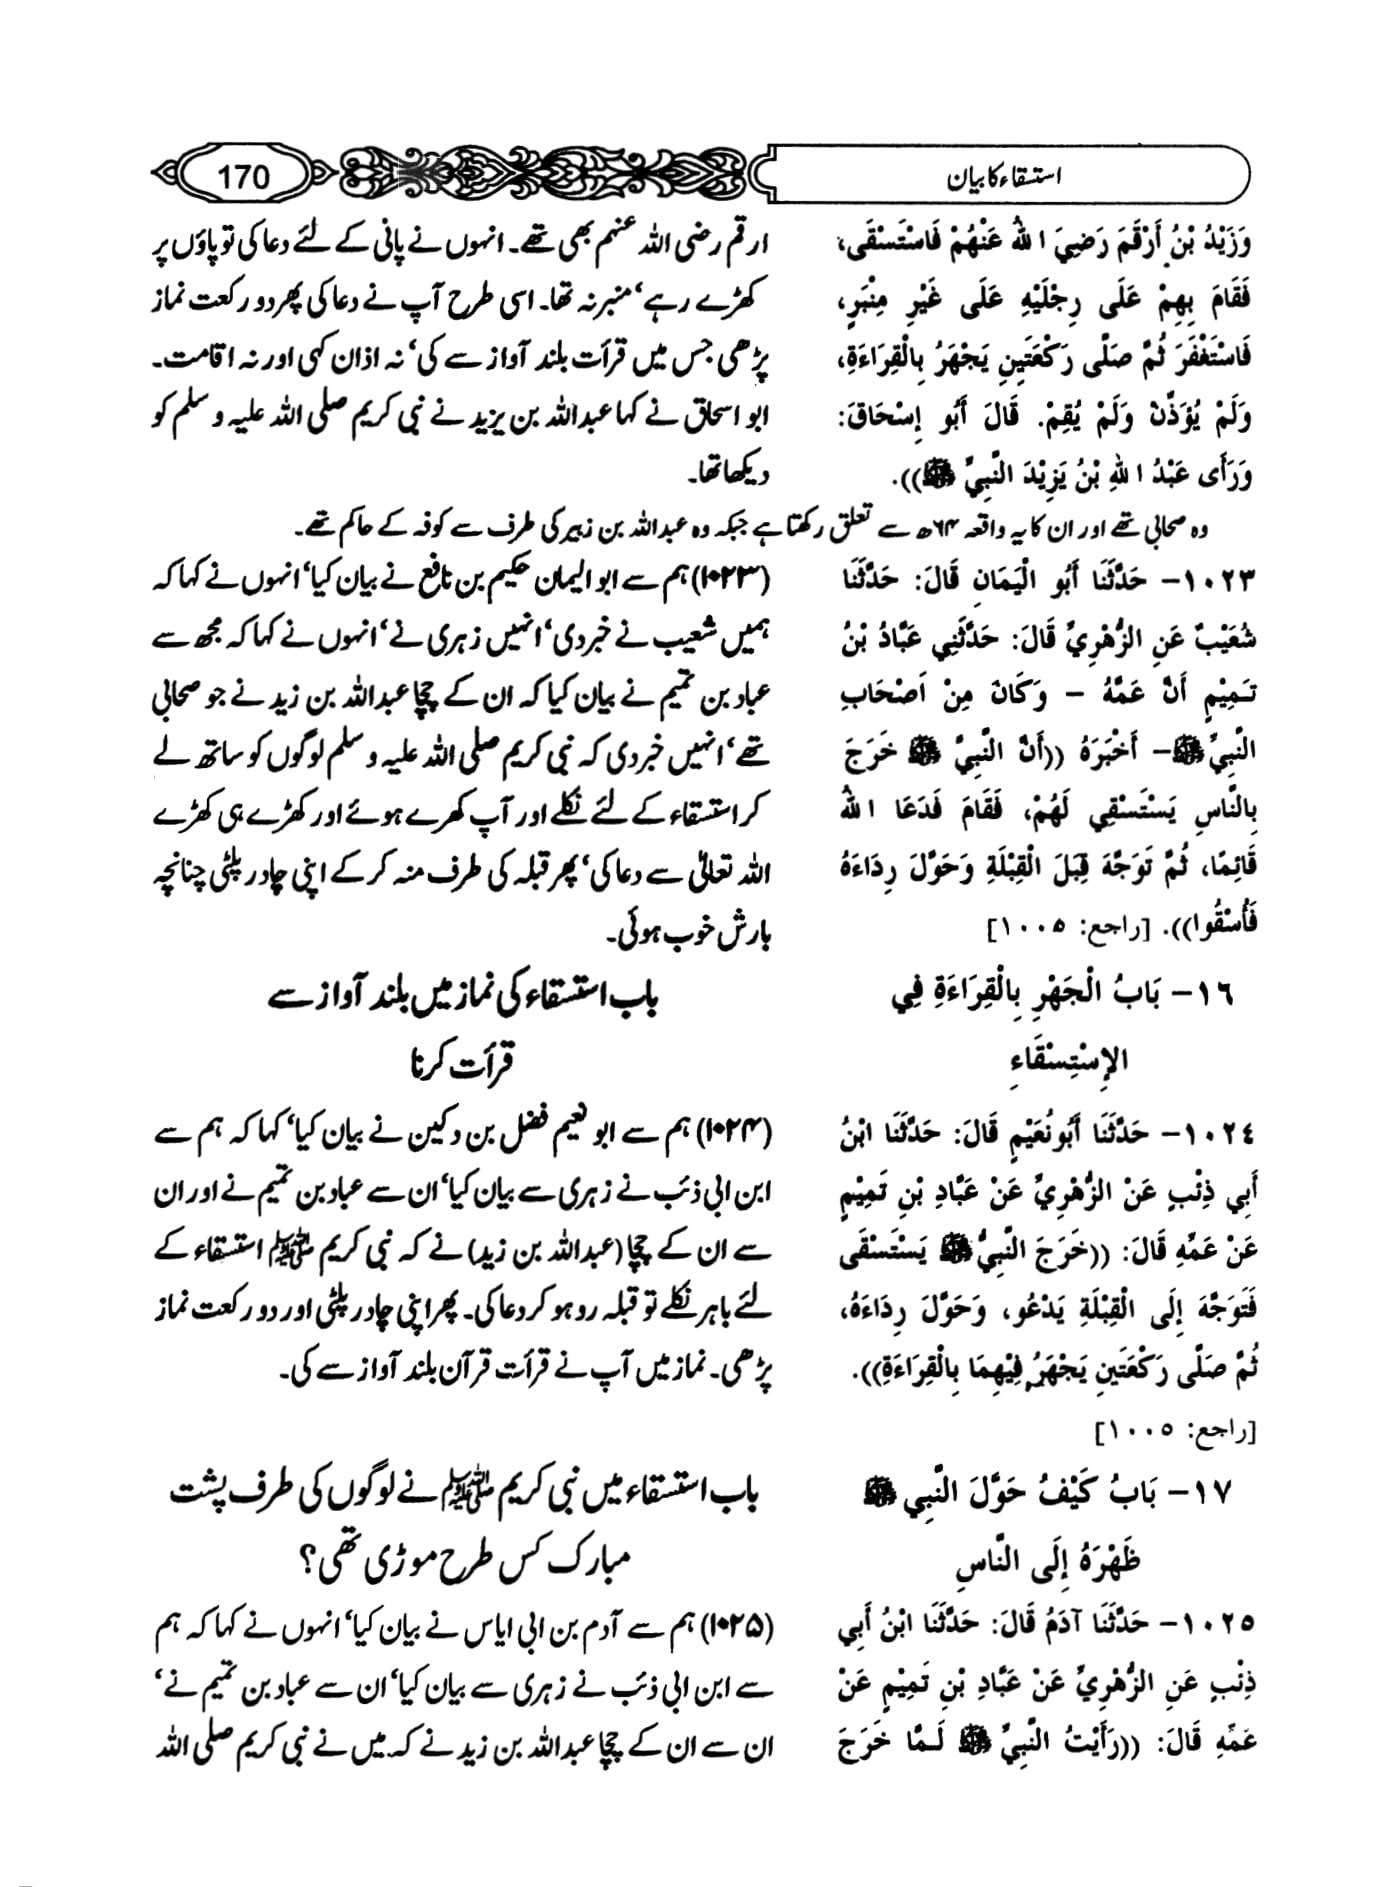 استسقاء کا بیان
170
وَزَيْدُ بْنُ أَرْقَمَ رَضِيَ اللهُ عَنْهُمْ فَاسْتَسْقَى،
فَقَامَ بِهِمْ عَلَى رِجْلَيْهِ عَلَى غَيْرِ مِنْبَرٍ،
فَاسْتَغْفَرَ ثُمَّ صَلَّى رَكْعَتَينِ يَجْهَرُ بِالْقِرَاءَةِ،
وَلَمْ يُؤَذِّنْ وَلَمْ يُقِمْ. قَالَ أَبُو إِسْحَاقَ:
وَرَأَى عَبْدُ اللهِ بْنُ يَزِيْدَ النَّبِيَّ ﷺ)).
ارقم رضی اللہ عنہم بھی تھے۔ انہوں نے پانی کے لئے دعا کی تو پاؤں پر
کھڑے رہے‘ منبر نہ تھا۔ اسی طرح آپ نے دعا کی پھر دو رکعت نماز
پڑھی جس میں قرأت بلند آواز سے کی‘ نہ اذان کہی اور نہ اقامت۔
ابو اسحاق نے کہا عبداللہ بن یزید نے نبی کریم صلی اللہ علیہ و سلم کو
دیکھا تھا۔
وہ صحابی تھے اور ان کا یہ واقعہ ۶۴ھ سے تعلق رکھتا ہے جبکہ وہ عبداللہ بن زبیر کی طرف سے کوفہ کے حاکم تھے۔
١٠٢٣– حَدَّثَنَا أَبُو الْيَمَانِ قَالَ: حَدَّثَنَا
شُعَيْبٌ عَنِ الزُّهْرِيِّ قَالَ: حَدَّثَنِي عَبَّادُ بْنُ
تَمِيْمٍ أَنَّ عَمَّهُ – وَكَانَ مِنْ أَصْحَابِ
النَّبِيِّ ﷺ – أَخْبَرَهُ ((أَنَّ النَّبِيَّ ﷺ خَرَجَ
بِالنَّاسِ يَسْتَسْقِي لَهُمْ، فَقَامَ فَدَعَا اللهَ
قَائِمًا، ثُمَّ تَوَجَّهَ قِبَلَ الْقِبْلَةِ وَحَوَّلَ رِدَاءَهُ
فَأُسْقُوا)). [راجع: ١٠٠٥]
(۱۰۲۳) ہم سے ابوالیمان حکیم بن نافع نے بیان کیا‘ انہوں نے کہا کہ
ہمیں شعیب نے خبر دی‘ انہیں زہری نے‘ انہوں نے کہا کہ مجھ سے
عباد بن تمیم نے بیان کیا کہ ان کے چچا عبداللہ بن زید نے جو صحابی
تھے‘ انہیں خبر دی کہ نبی کریم صلی اللہ علیہ و سلم لوگوں کو ساتھ لے
کر استسقاء کے لئے نکلے اور آپ کھرے ہوئے اور کھڑے ہی کھڑے
اللہ تعالیٰ سے دعا کی‘ پھر قبلہ کی طرف منہ کر کے اپنی چادر پلٹی چنانچہ
بارش خوب ہوئی۔
١٦– بَابُ الْجَهْرِ بِالْقِرَاءَةِ فِي
الإِسْتِسْقَاءِ
باب استسقاء کی نماز میں بلند آواز سے
قرأت کرنا
١٠٢٤– حَدَّثَنَا أَبُونُعَيْمٍ قَالَ: حَدَّثَنَا ابْنُ
أَبِي ذِئْبٍ عَنْ الزُّهْرِيِّ عَنْ عَبَّادِ بْنِ تَمِيْمٍ
عَنْ عَمِّهِ قَالَ: ((خَرَجَ النَّبِيُّ ﷺ يَسْتَسْقَى
فَتَوَجَّهَ إِلَى الْقِبْلَةِ يَدْعُو، وَحَوَّلَ رِدَاءَهُ،
ثُمَّ صَلَّى رَكْعَتَينِ يَجْهَرُ فِيْهِمَا بِالْقِرَاءَةِ)).
[راجع: ١٠٠٥]
(۱۰۲۴) ہم سے ابو نعیم فضل بن دکین نے بیان کیا‘ کہا کہ ہم سے
ابن ابی ذئب نے زہری سے بیان کیا‘ ان سے عباد بن تمیم نے اور ان
سے ان کے چچا (عبداللہ بن زید) نے کہ نبی کریم ﷺ استسقاء کے
لئے باہر نکلے تو قبلہ رو ہو کر دعا کی۔ پھر اپنی چادر پلٹی اور دو رکعت نماز
پڑھی۔ نماز میں آپ نے قرأت قرآن بلند آواز سے کی۔
١٧– بَابُ كَيْفَ حَوَّلَ النَّبِي ﷺ
ظَهْرَهُ إِلَى النَّاسِ
باب استسقاء میں نبی کریم ﷺ نے لوگوں کی طرف پشت
مبارک کس طرح موڑی تھی؟
١٠٢٥– حَدَّثَنَا آدَمُ قَالَ: حَدَّثَنَا ابْنُ أَبِي
ذِئْبٍ عَنِ الزُّهْرِيِّ عَنْ عَبَّادِ بْنِ تَمِيْمٍ عَنْ
عَمِّهِ قَالَ: ((رَأَيْتُ النَّبِيَّ ﷺ لَمَّا خَرَجَ
(۱۰۲۵) ہم سے آدم بن ابی ایاس نے بیان کیا‘ انہوں نے کہا کہ ہم
سے ابن ابی ذئب نے زہری سے بیان کیا‘ ان سے عباد بن تمیم نے‘
ان سے ان کے چچا عبداللہ بن زید نے کہ میں نے نبی کریم صلی اللہ